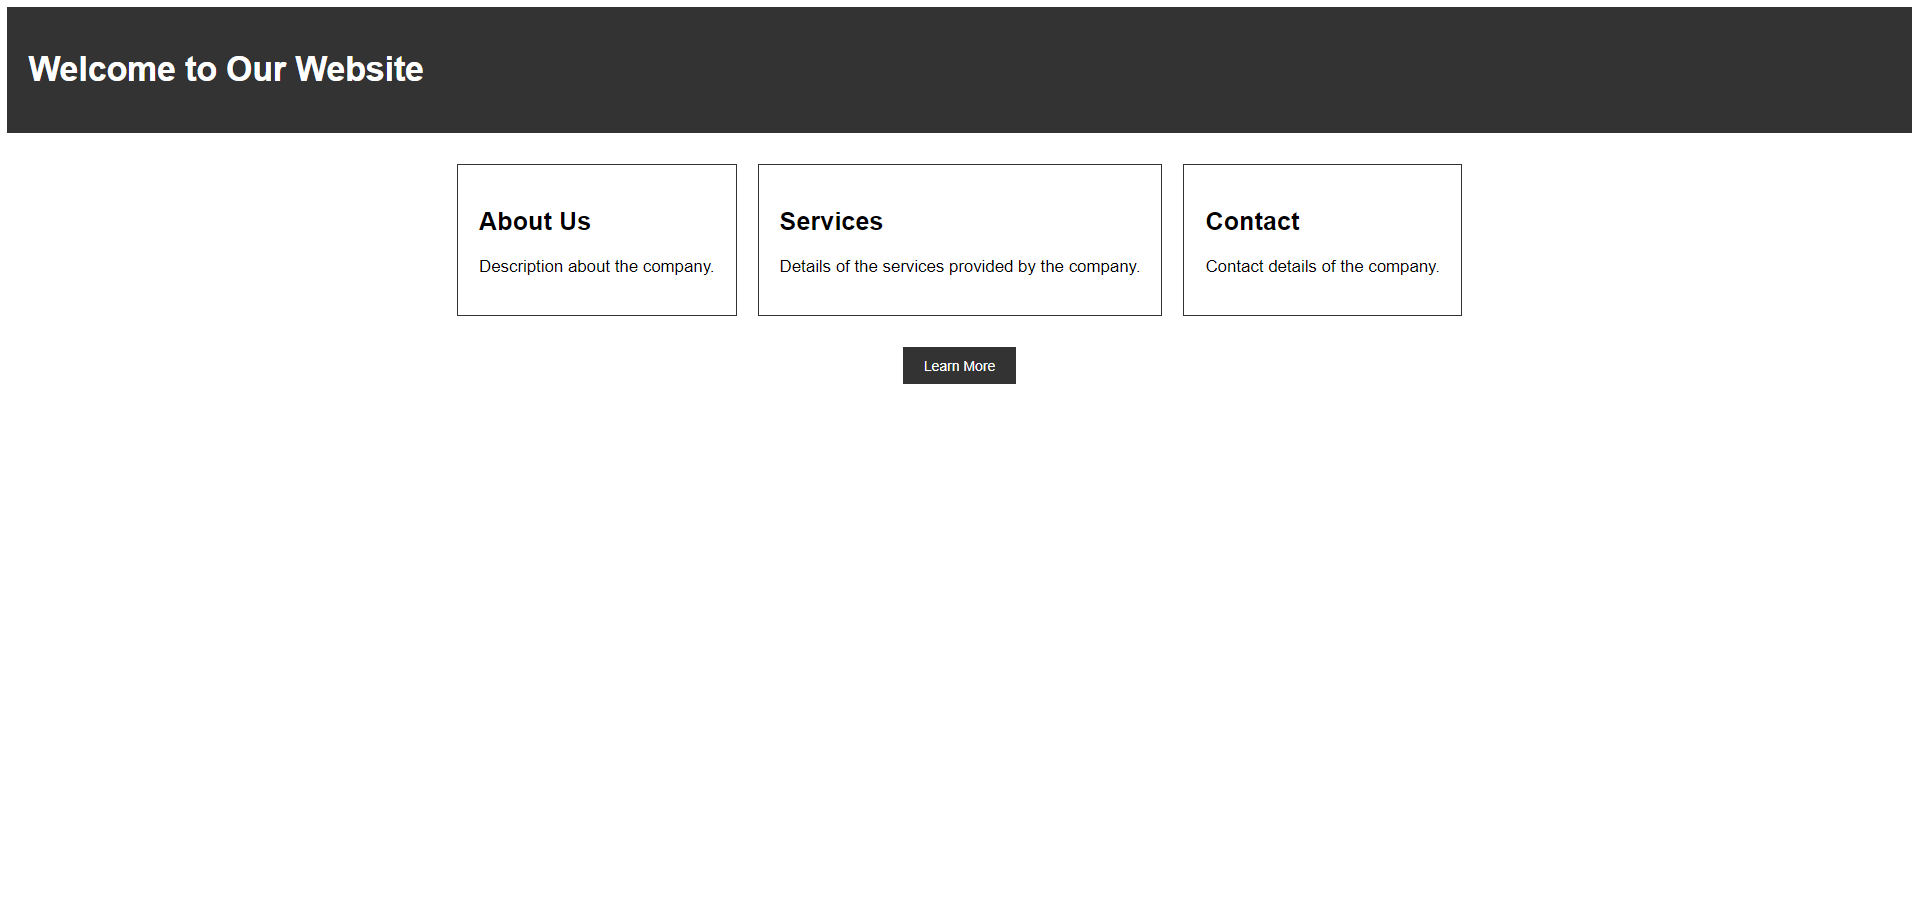 Welcome to Our Website
About Us
Description about the company.
Services
Details of the services provided by the company.
Contact
Contact details of the company.
Learn More